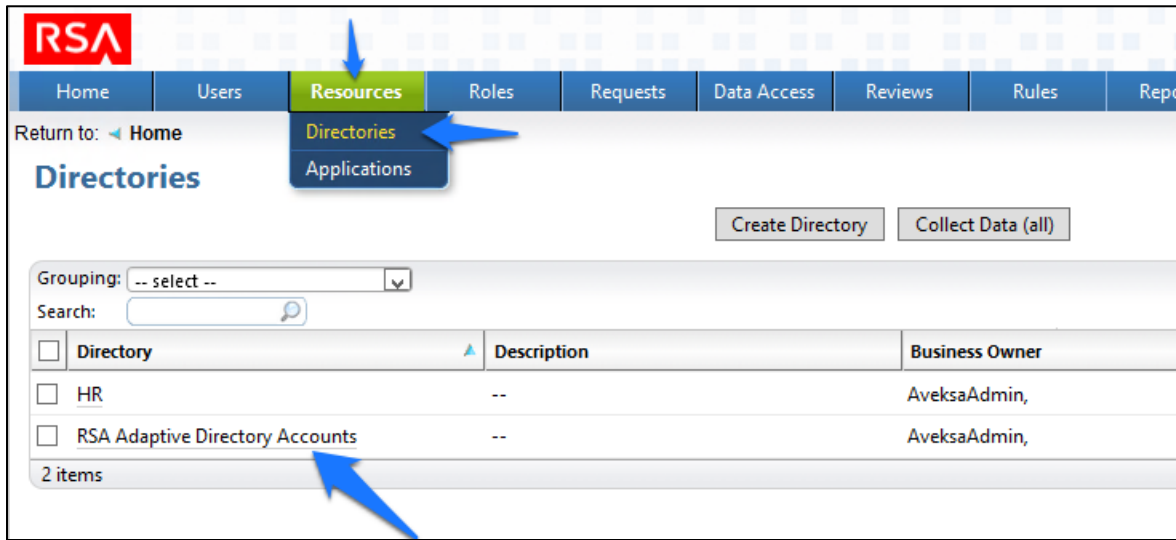 RSA
Home Users Resources Roles Requests Data Access Reviews Rules
Return to: Home
Directories
Applications
Directories
Create Directory Collect Data (all)
Grouping: -- select --
Search:
Directory Description Business Owner
HR -- AveksaAdmin,
RSA Adaptive Directory Accounts -- AveksaAdmin,
2 items